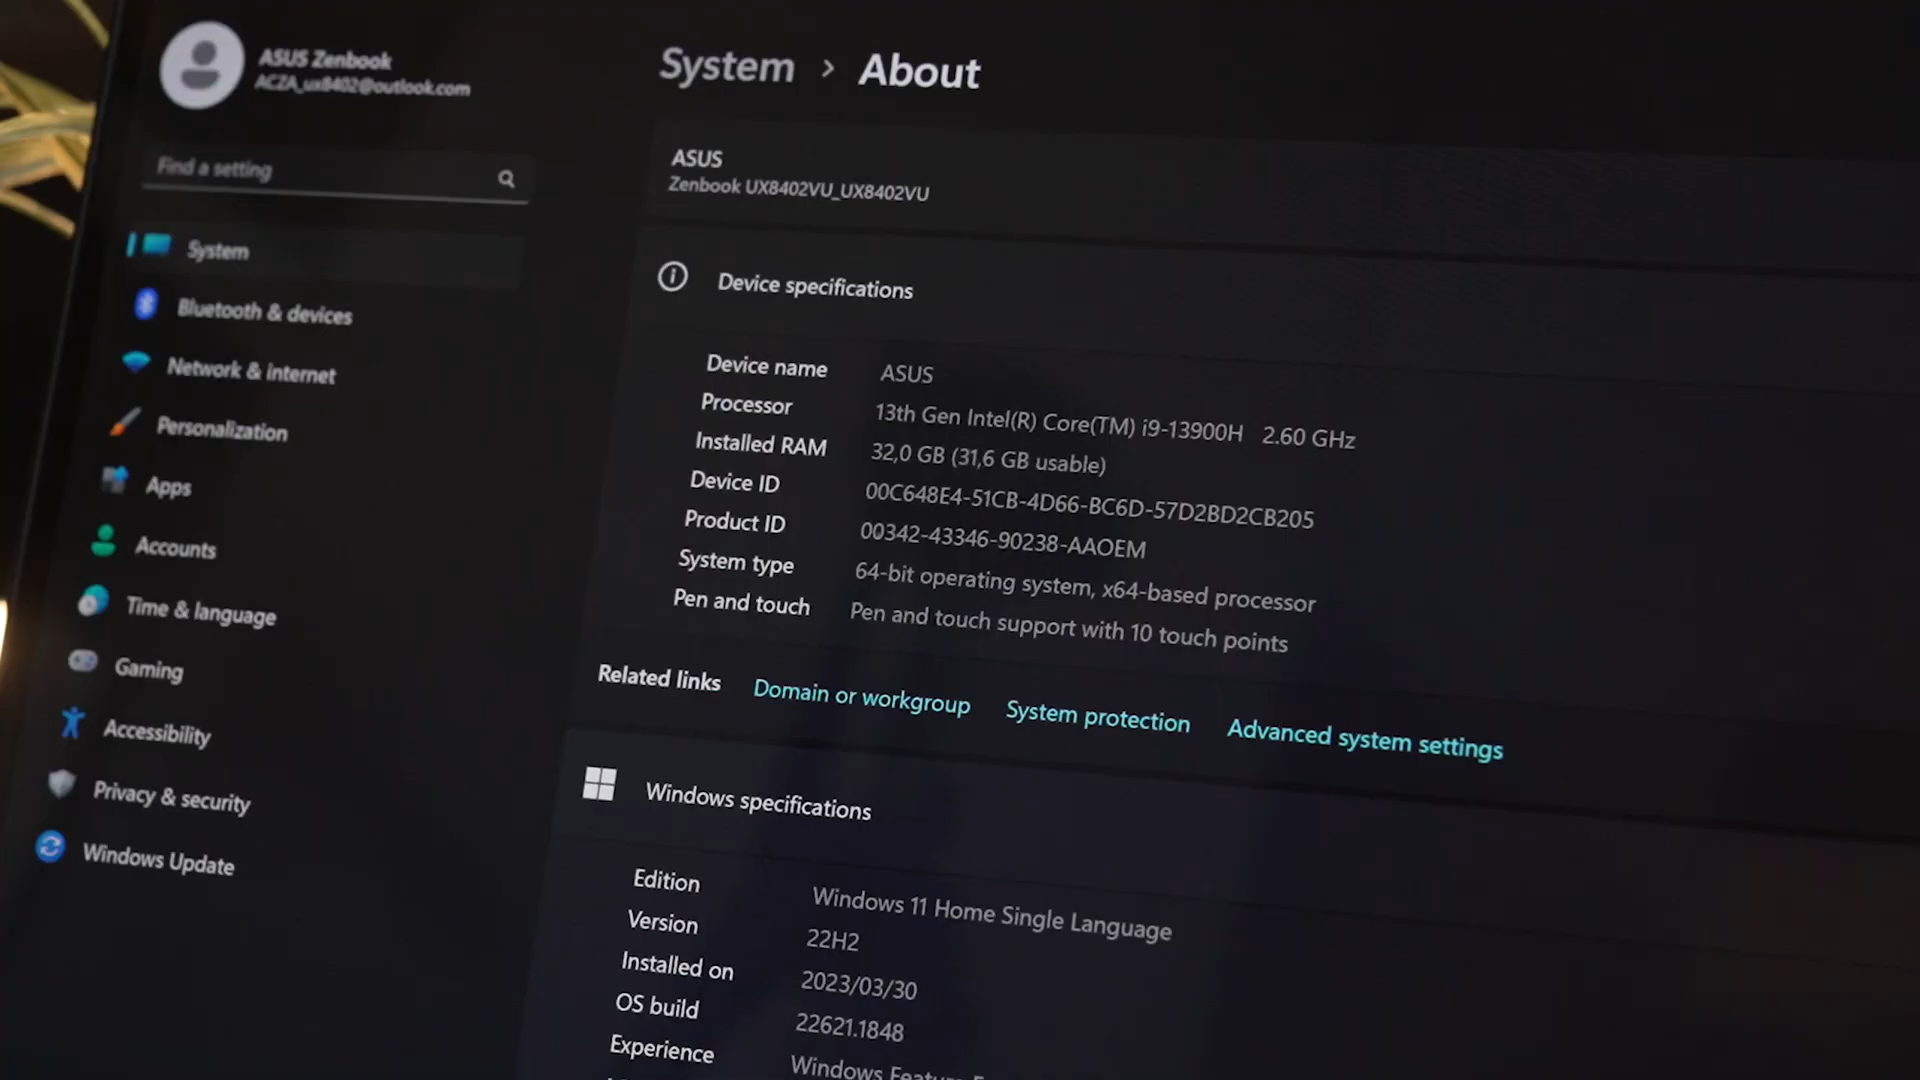 ASUS Zenbook
ACZA_ux8402@outlook.com
Find a setting
System
Bluetooth & devices
Network & internet
Personalization
Apps
Accounts
Time & language
Gaming
Accessibility
Privacy & security
Windows Update
System › About
ASUS
Zenbook UX8402VU_UX8402VU
Device specifications
Device name ASUS
Processor 13th Gen Intel(R) Core(TM) i9-13900H 2.60 GHz
Installed RAM 32,0 GB (31,6 GB usable)
Device ID 00C648E4-51CB-4D66-BC6D-57D2BD2CB205
Product ID 00342-43346-90238-AAOEM
System type 64-bit operating system, x64-based processor
Pen and touch Pen and touch support with 10 touch points
Related links Domain or workgroup System protection Advanced system settings
Windows specifications
Edition Windows 11 Home Single Language
Version 22H2
Installed on 2023/03/30
OS build 22621.1848
Experience Windows Feature